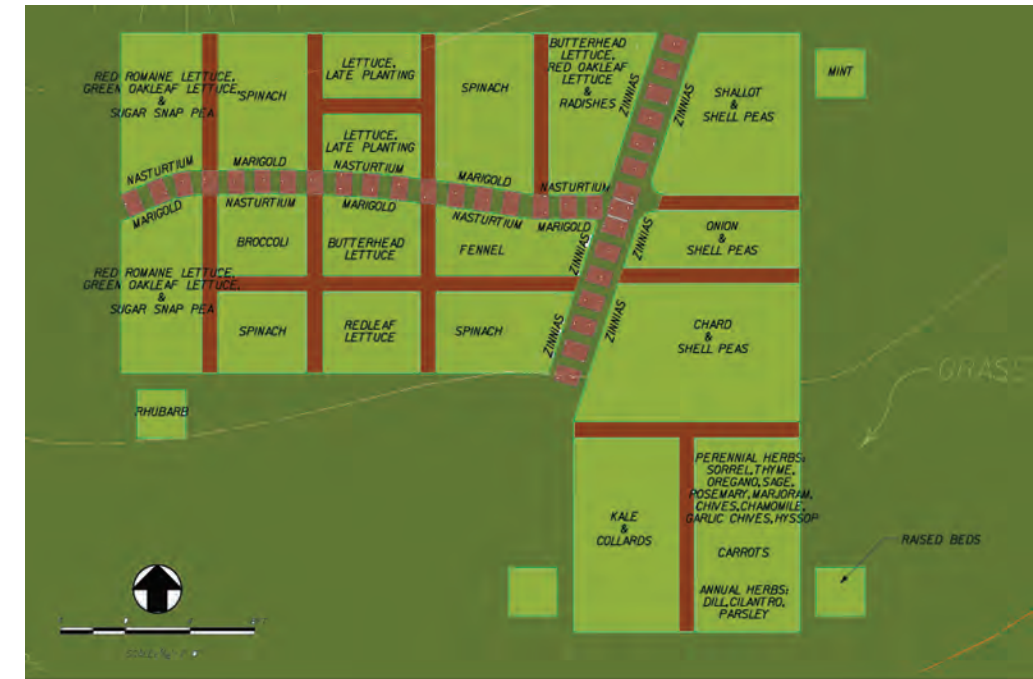 RED ROMAINE LETTUCE,
GREEN OAKLEAF LETTUCE,
&
SUGAR SNAP PEA
SPINACH
LETTUCE,
LATE PLANTING
LETTUCE,
LATE PLANTING
SPINACH
BUTTERHEAD
LETTUCE,
RED OAKLEAF
LETTUCE
&
RADISHES
ZINNIAS
ZINNIAS
SHALLOT
&
SHELL PEAS
MINT
NASTURTIUM
MARIGOLD
NASTURTIUM
MARIGOLD
NASTURTIUM
MARIGOLD
NASTURTIUM
MARIGOLD
NASTURTIUM
MARIGOLD
ZINNIAS
ZINNIAS
ONION
&
SHELL PEAS
RED ROMAINE LETTUCE,
GREEN OAKLEAF LETTUCE,
&
SUGAR SNAP PEA
BROCCOLI
BUTTERHEAD
LETTUCE
FENNEL
SPINACH
REDLEAF
LETTUCE
SPINACH
ZINNIAS
ZINNIAS
CHARD
&
SHELL PEAS
GRASS
RHUBARB
KALE
&
COLLARDS
PERENNIAL HERBS:
SORREL,THYME,
OREGANO,SAGE,
ROSEMARY,MARJORAM,
CHIVES,CHAMOMILE,
GARLIC CHIVES,HYSSOP
CARROTS
ANNUAL HERBS:
DILL,CILANTRO,
PARSLEY
RAISED BEDS